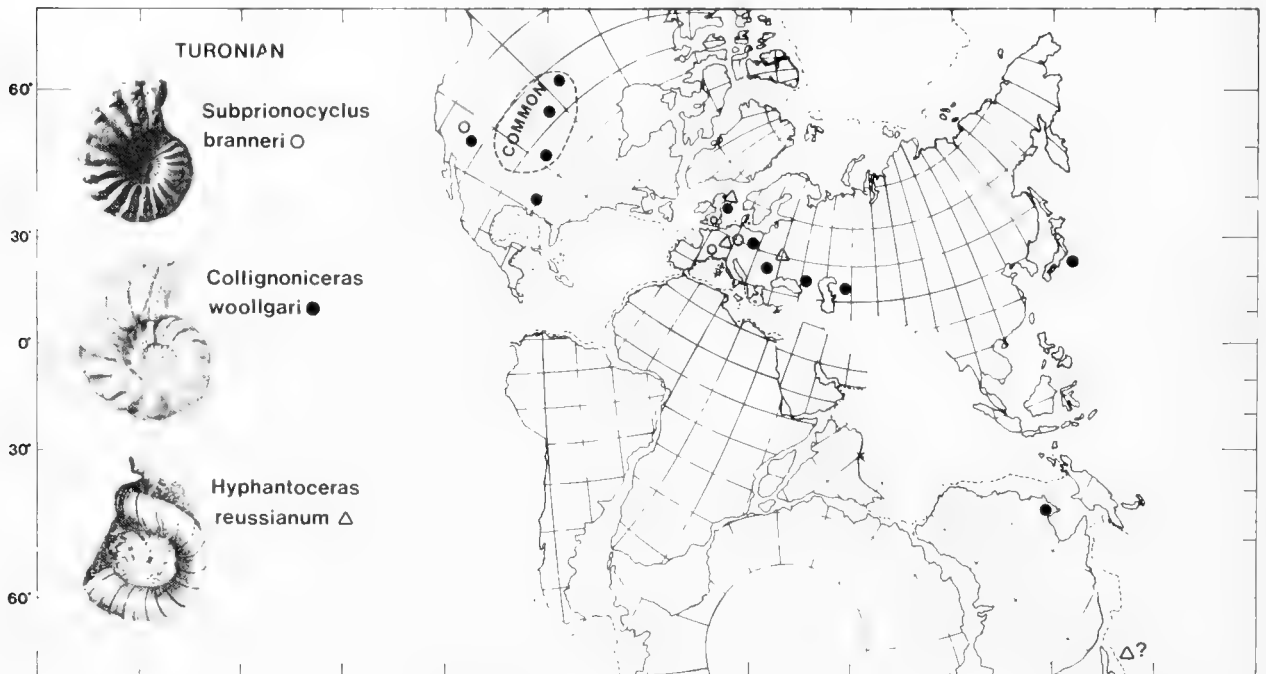 TURONIAN
Subprionocyclus
branneri ○
Collignoniceras
woollgari ●
Hyphantoceras
reussianum △
60°
30°
0°
30°
60°
COMMON
△?